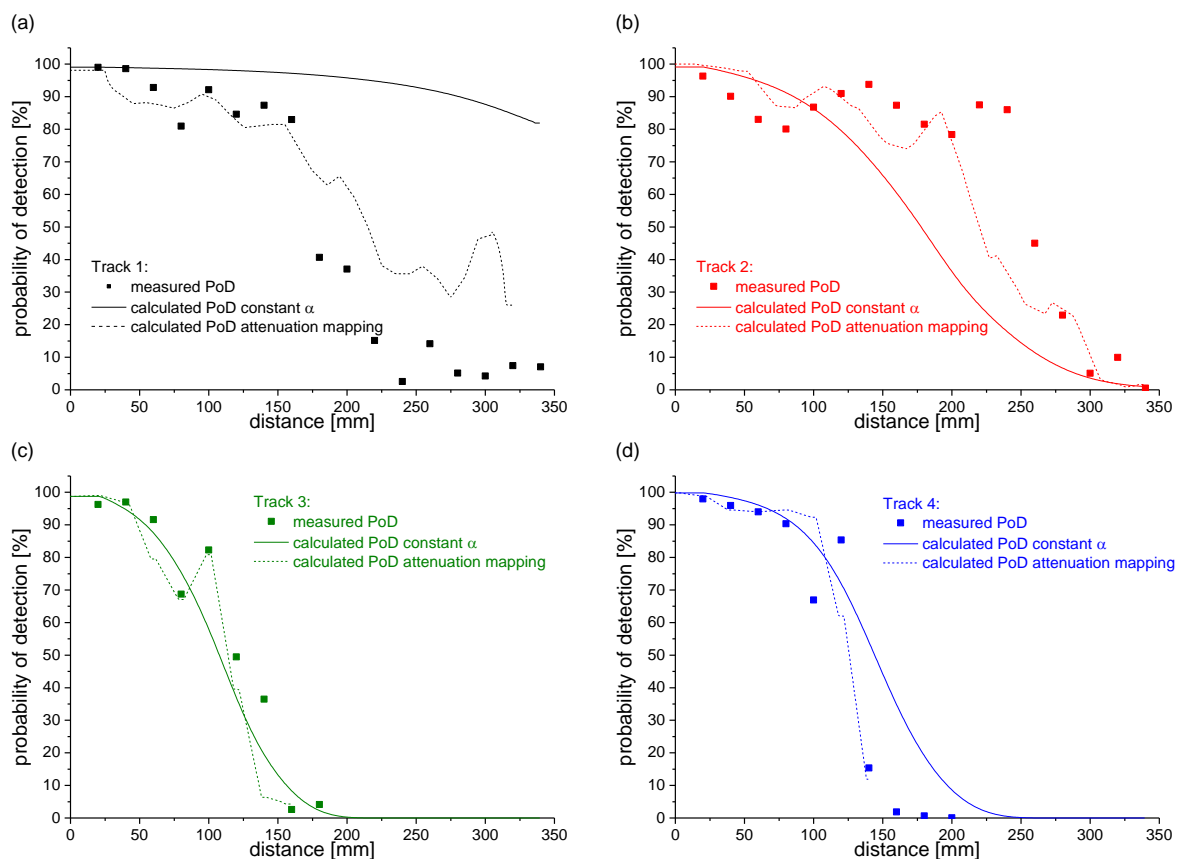 (a)
probability of detection [%]
100
90
80
70
60
50
40
30
20
10
0
Track 1:
measured PoD
calculated PoD constant α
calculated PoD attenuation mapping
0 50 100 150 200 250 300 350
distance [mm]
(b)
probability of detection [%]
100
90
80
70
60
50
40
30
20
10
0
Track 2:
measured PoD
calculated PoD constant α
calculated PoD attenuation mapping
0 50 100 150 200 250 300 350
distance [mm]
(c)
probability of detection [%]
100
90
80
70
60
50
40
30
20
10
0
Track 3:
measured PoD
calculated PoD constant α
calculated PoD attenuation mapping
0 50 100 150 200 250 300 350
distance [mm]
(d)
probability of detection [%]
100
90
80
70
60
50
40
30
20
10
0
Track 4:
measured PoD
calculated PoD constant α
calculated PoD attenuation mapping
0 50 100 150 200 250 300 350
distance [mm]